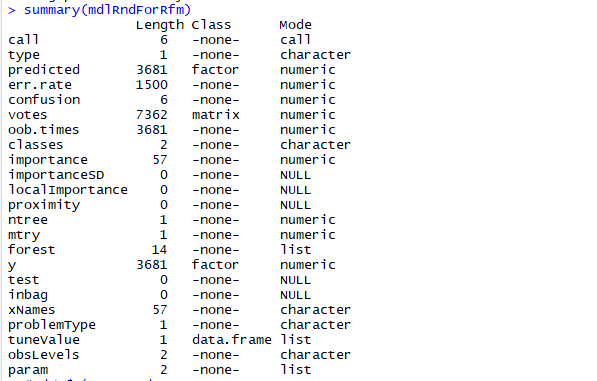 > summary(mdlRndForRfm)
Length Class Mode
call 6 -none- call
type 1 -none- character
predicted 3681 factor numeric
err.rate 1500 -none- numeric
confusion 6 -none- numeric
votes 7362 matrix numeric
oob.times 3681 -none- numeric
classes 2 -none- character
importance 57 -none- numeric
importanceSD 0 -none- NULL
localImportance 0 -none- NULL
proximity 0 -none- NULL
ntree 1 -none- numeric
mtry 1 -none- numeric
forest 14 -none- list
y 3681 factor numeric
test 0 -none- NULL
inbag 0 -none- NULL
xNames 57 -none- character
problemType 1 -none- character
tuneValue 1 data.frame list
obsLevels 2 -none- character
param 2 -none- list